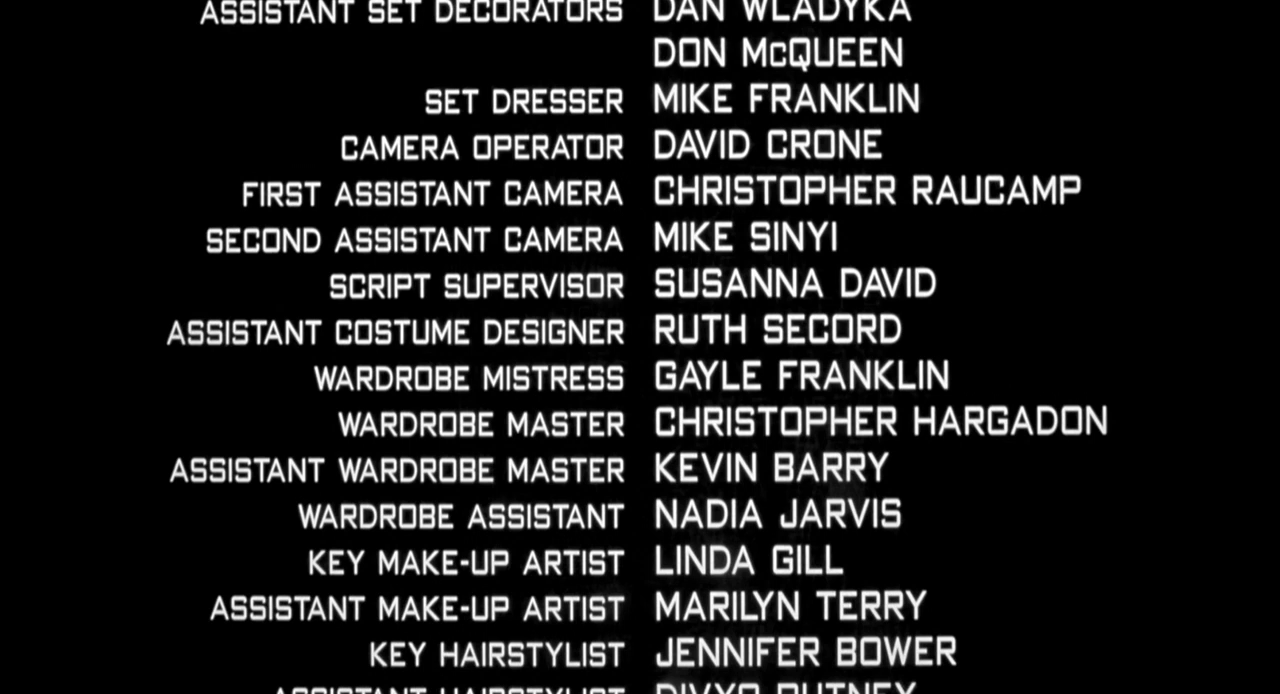 ASSISTANT SET DECORATORS DAN WLADYKA
DON McQUEEN
SET DRESSER MIKE FRANKLIN
CAMERA OPERATOR DAVID CRONE
FIRST ASSISTANT CAMERA CHRISTOPHER RAUCAMP
SECOND ASSISTANT CAMERA MIKE SINYI
SCRIPT SUPERVISOR SUSANNA DAVID
ASSISTANT COSTUME DESIGNER RUTH SECORD
WARDROBE MISTRESS GAYLE FRANKLIN
WARDROBE MASTER CHRISTOPHER HARGADON
ASSISTANT WARDROBE MASTER KEVIN BARRY
WARDROBE ASSISTANT NADIA JARVIS
KEY MAKE-UP ARTIST LINDA GILL
ASSISTANT MAKE-UP ARTIST MARILYN TERRY
KEY HAIRSTYLIST JENNIFER BOWER
ASSISTANT HAIRSTYLIST